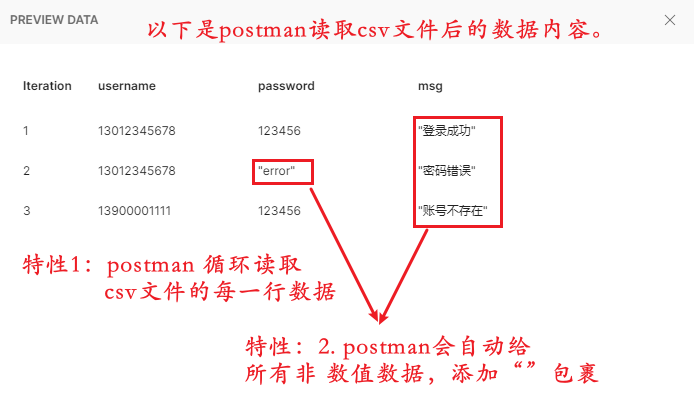 PREVIEW DATA
以下是postman读取csv文件后的数据内容。
Iteration username password msg
1 13012345678 123456 "登录成功"
2 13012345678 "error" "密码错误"
3 13900001111 123456 "账号不存在"
特性1：postman 循环读取
csv文件的每一行数据
特性：2. postman会自动给
所有非 数值数据，添加“”包裹